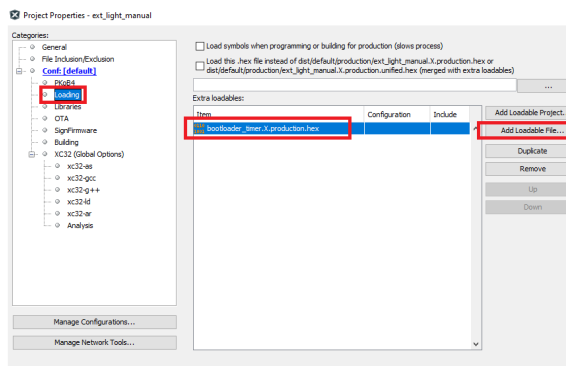 Project Properties - ext_light_manual
Categories:
General
File Inclusion/Exclusion
Conf: [default]
PKoB4
Loading
Libraries
OTA
SignFirmware
Building
XC32 (Global Options)
xc32-as
xc32-gcc
xc32-g++
xc32-ld
xc32-ar
Analysis
Manage Configurations...
Manage Network Tools...
Load symbols when programming or building for production (slows process)
Load this .hex file instead of dist/default/production/ext_light_manual.X.production.hex or
dist/default/production/ext_light_manual.X.production.unified.hex (merged with extra loadables)
...
Extra loadables:
Item Configuration Include
bootloader_timer.X.production.hex
Add Loadable Project.
Add Loadable File...
Duplicate
Remove
Up
Down